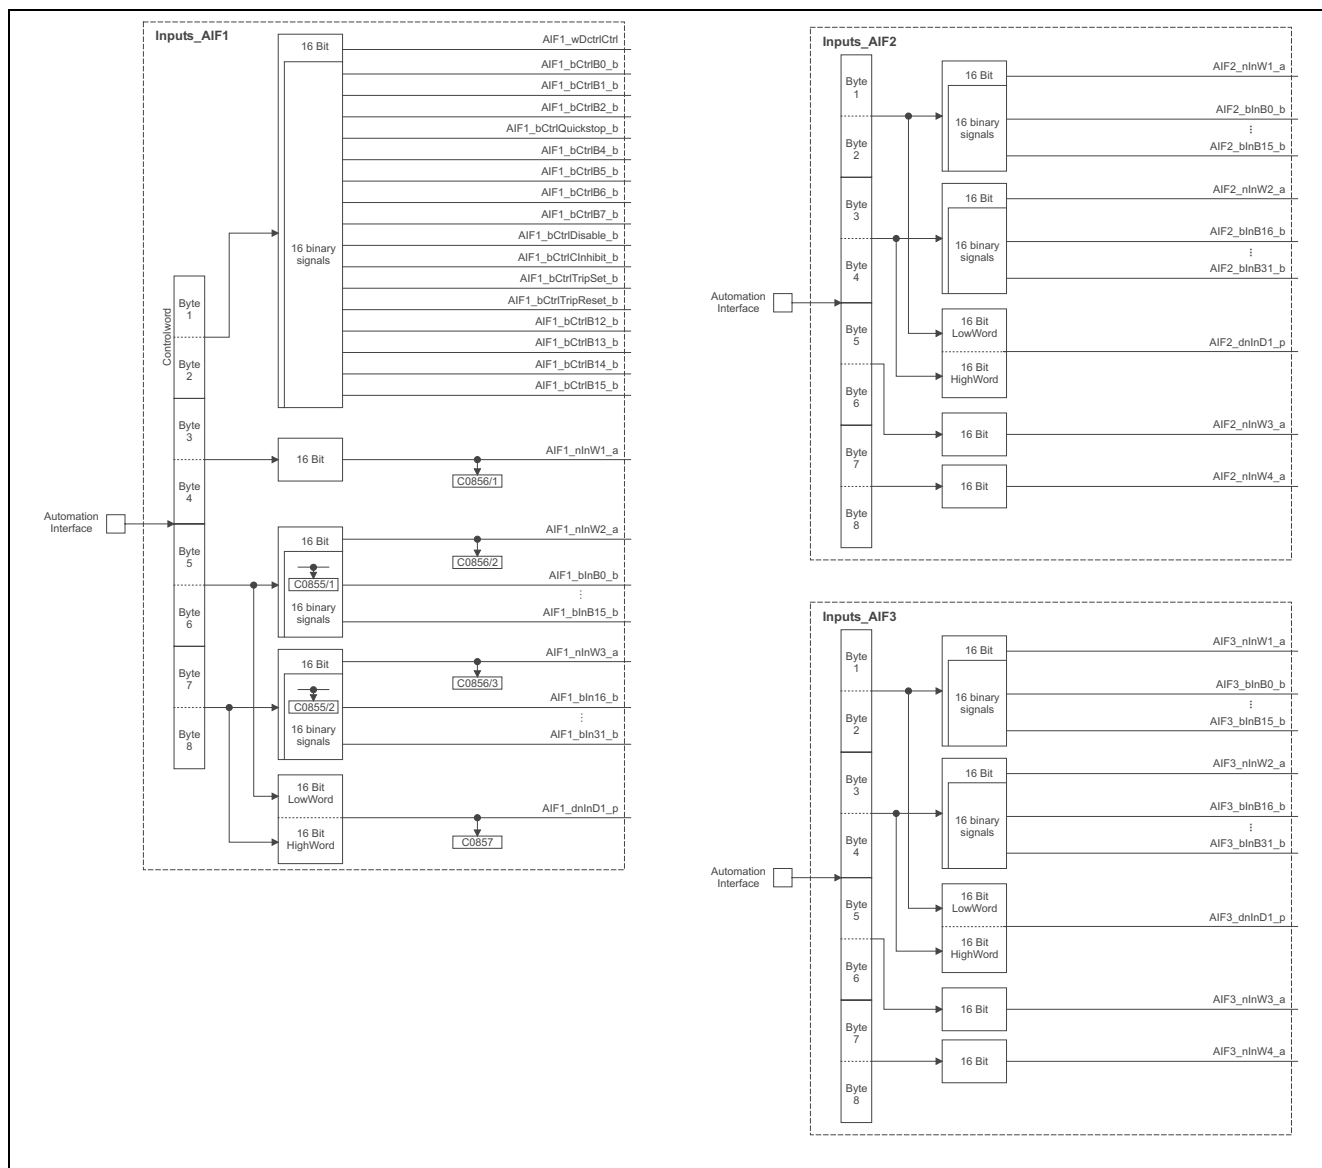 Inputs_AIF1
16 Bit
AIF1_wDctrlCtrl
AIF1_bCtrlB0_b
AIF1_bCtrlB1_b
AIF1_bCtrlB2_b
AIF1_bCtrlQuickstop_b
AIF1_bCtrlB4_b
AIF1_bCtrlB5_b
AIF1_bCtrlB6_b
AIF1_bCtrlB7_b
AIF1_bCtrlDisable_b
AIF1_bCtrlCInhibit_b
AIF1_bCtrlTripSet_b
AIF1_bCtrlTripReset_b
AIF1_bCtrlB12_b
AIF1_bCtrlB13_b
AIF1_bCtrlB14_b
AIF1_bCtrlB15_b
16 binary
signals
Controlword
Byte
1
Byte
2
Byte
3
Byte
4
Byte
5
Byte
6
Byte
7
Byte
8
Automation
Interface
16 Bit
AIF1_nInW1_a
C0856/1
16 Bit
AIF1_nInW2_a
C0856/2
C0855/1
16 binary
signals
AIF1_bInB0_b
...
AIF1_bInB15_b
16 Bit
AIF1_nInW3_a
C0856/3
C0855/2
16 binary
signals
AIF1_bIn16_b
...
AIF1_bIn31_b
16 Bit
LowWord
16 Bit
HighWord
AIF1_dnInD1_p
C0857
Inputs_AIF2
Byte
1
Byte
2
Byte
3
Byte
4
Byte
5
Byte
6
Byte
7
Byte
8
Automation
Interface
16 Bit
AIF2_nInW1_a
16 binary
signals
AIF2_bInB0_b
...
AIF2_bInB15_b
16 Bit
AIF2_nInW2_a
16 binary
signals
AIF2_bInB16_b
...
AIF2_bInB31_b
16 Bit
LowWord
16 Bit
HighWord
AIF2_dnInD1_p
16 Bit
AIF2_nInW3_a
16 Bit
AIF2_nInW4_a
Inputs_AIF3
Byte
1
Byte
2
Byte
3
Byte
4
Byte
5
Byte
6
Byte
7
Byte
8
Automation
Interface
16 Bit
AIF3_nInW1_a
16 binary
signals
AIF3_bInB0_b
...
AIF3_bInB15_b
16 Bit
AIF3_nInW2_a
16 binary
signals
AIF3_bInB16_b
...
AIF3_bInB31_b
16 Bit
LowWord
16 Bit
HighWord
AIF3_dnInD1_p
16 Bit
AIF3_nInW3_a
16 Bit
AIF3_nInW4_a